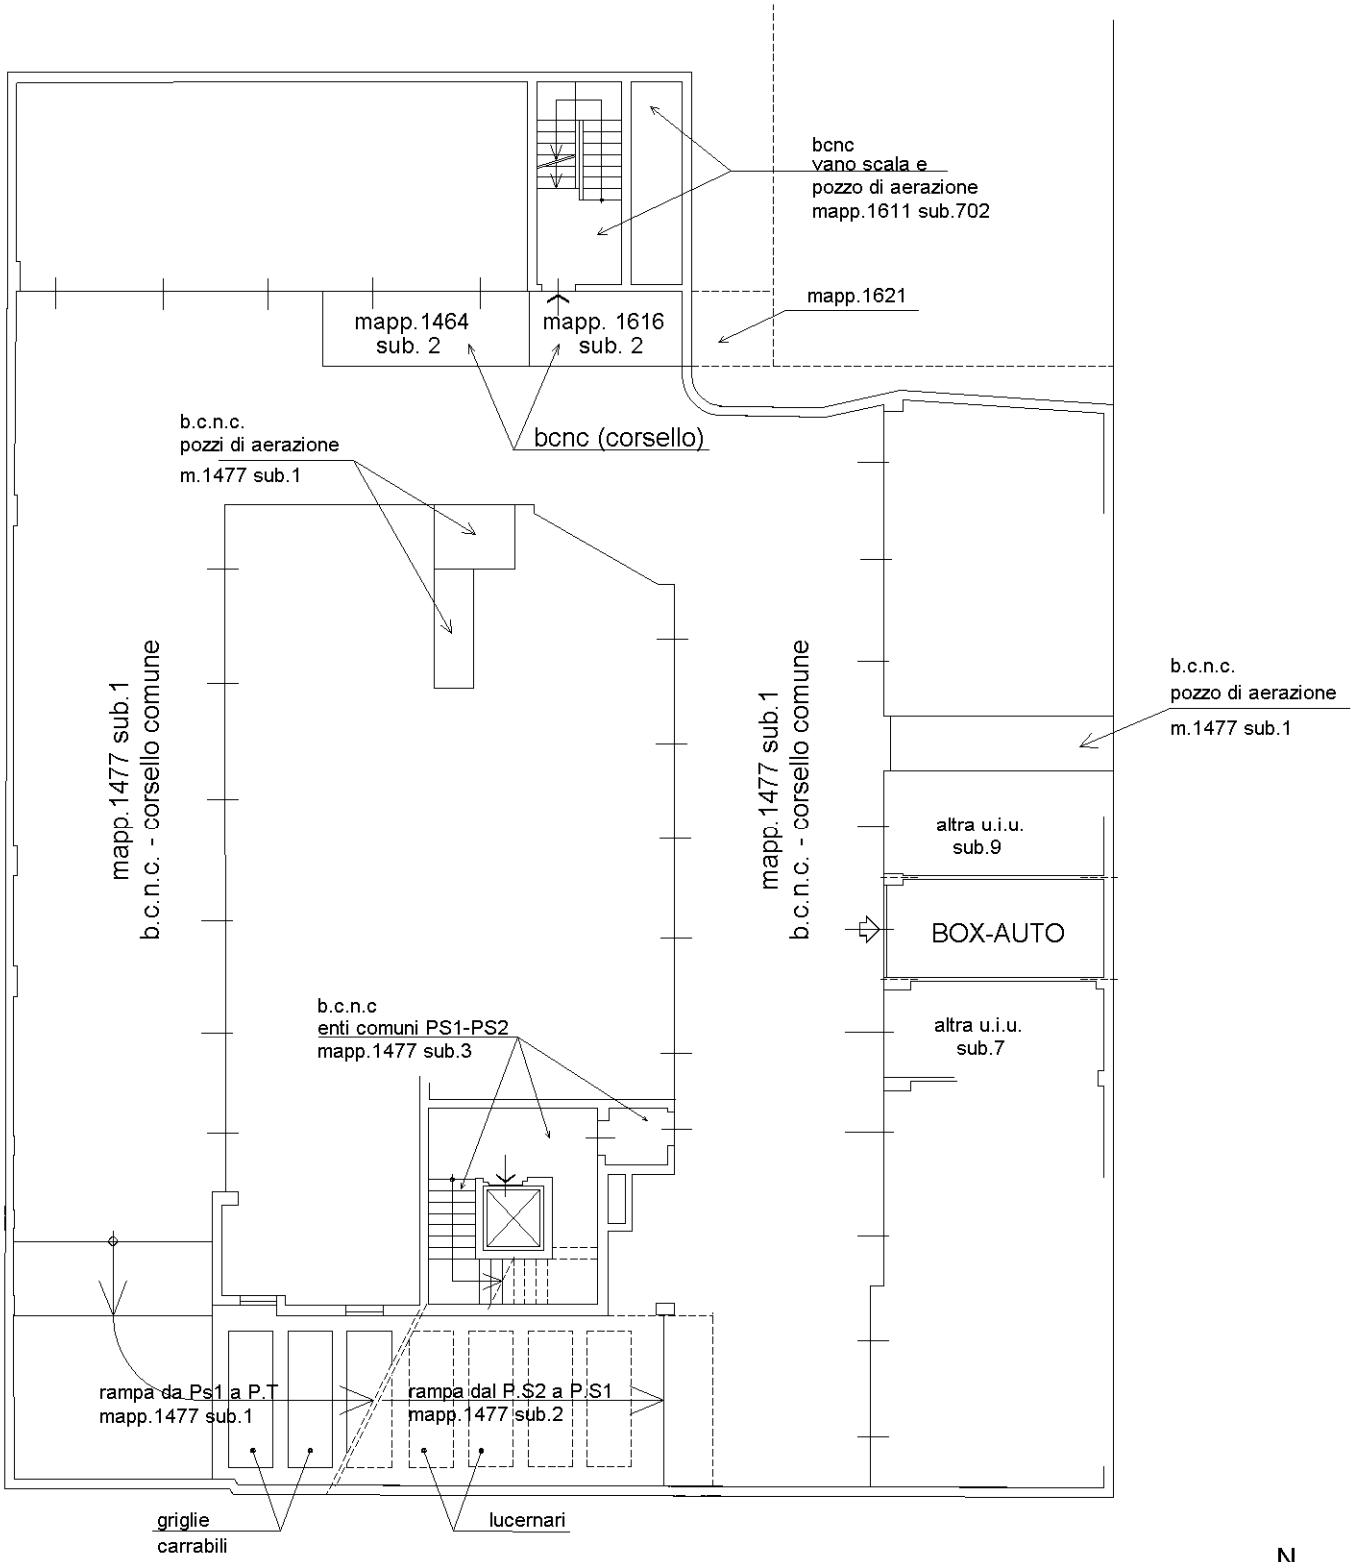 bcnc
vano scala e
pozzo di aerazione
mapp.1611 sub.702
mapp.1621
mapp.1464
sub. 2
mapp. 1616
sub. 2
bcnc (corsello)
b.c.n.c.
pozzi di aerazione
m.1477 sub.1
mapp.1477 sub.1
b.c.n.c. - corsello comune
mapp.1477 sub.1
b.c.n.c. - corsello comune
b.c.n.c.
pozzo di aerazione
m.1477 sub.1
altra u.i.u.
sub.9
BOX-AUTO
altra u.i.u.
sub.7
b.c.n.c
enti comuni PS1-PS2
mapp.1477 sub.3
rampa da Ps1 a P.T
mapp.1477 sub.1
rampa dal P.S2 a P.S1
mapp.1477 sub.2
griglie
carrabili
lucernari
N